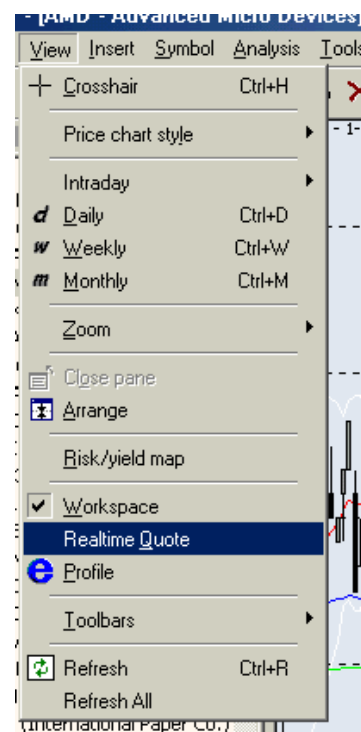 - [AMD - Advanced Micro Devices]
View Insert Symbol Analysis Tools
Crosshair Ctrl+H
Price chart style
- 1-
Intraday
d Daily Ctrl+D
w Weekly Ctrl+W
m Monthly Ctrl+M
Zoom
Close pane
Arrange
Risk/yield map
Workspace
Realtime Quote
Profile
Toolbars
Refresh Ctrl+R
Refresh All
(International Paper Co.)